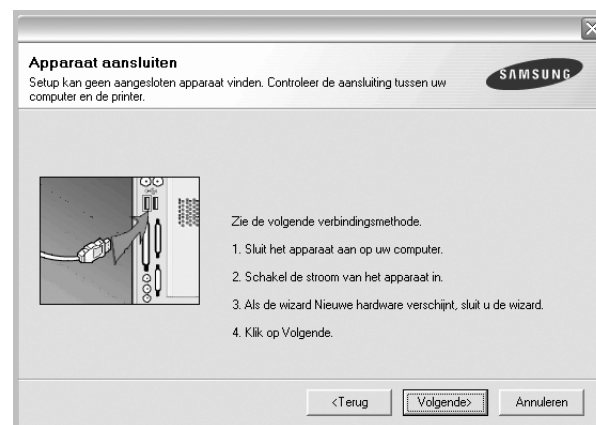 Apparaat aansluiten
Setup kan geen aangesloten apparaat vinden. Controleer de aansluiting tussen uw
computer en de printer.
SAMSUNG
Zie de volgende verbindingsmethode.
1. Sluit het apparaat aan op uw computer.
2. Schakel de stroom van het apparaat in.
3. Als de wizard Nieuwe hardware verschijnt, sluit u de wizard.
4. Klik op Volgende.
<Terug
Volgende>
Annuleren